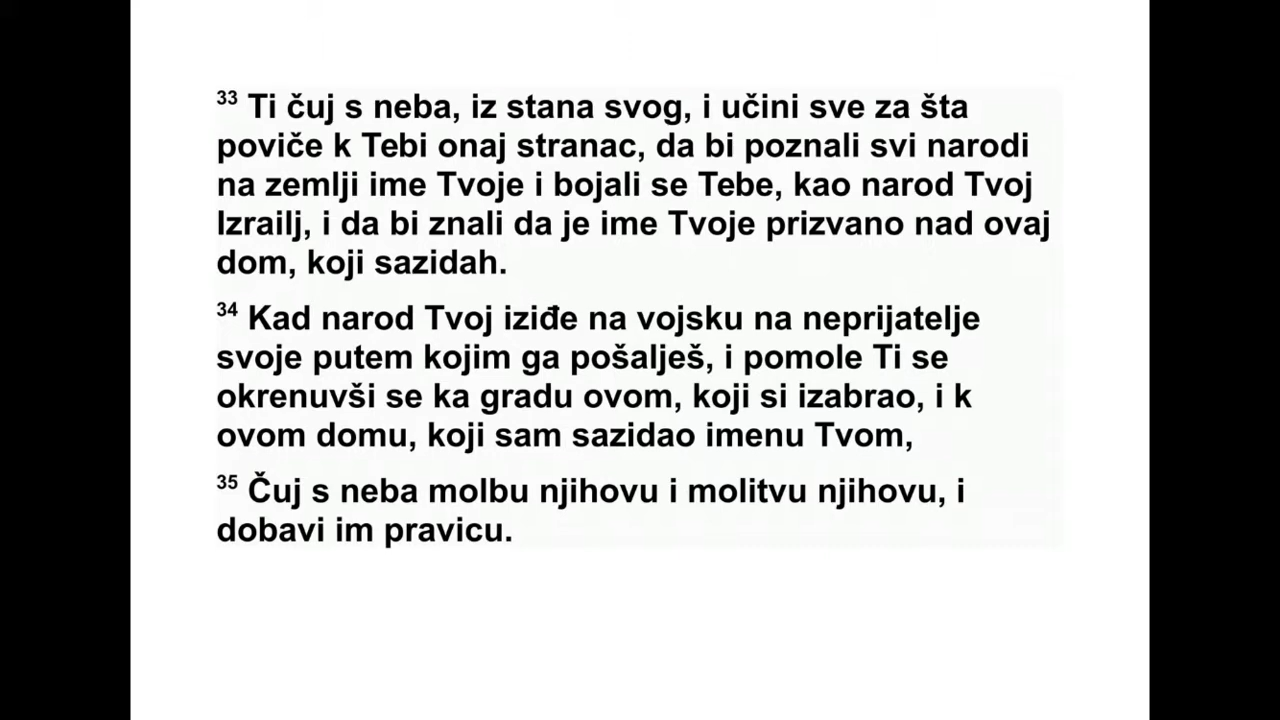 33 Ti čuj s neba, iz stana svog, i učini sve za šta
poviče k Tebi onaj stranac, da bi poznali svi narodi
na zemlji ime Tvoje i bojali se Tebe, kao narod Tvoj
Izrailj, i da bi znali da je ime Tvoje prizvano nad ovaj
dom, koji sazidah.
34 Kad narod Tvoj iziđe na vojsku na neprijatelje
svoje putem kojim ga pošalješ, i pomole Ti se
okrenuvši se ka gradu ovom, koji si izabrao, i k
ovom domu, koji sam sazidao imenu Tvom,
35 Čuj s neba molbu njihovu i molitvu njihovu, i
dobavi im pravicu.